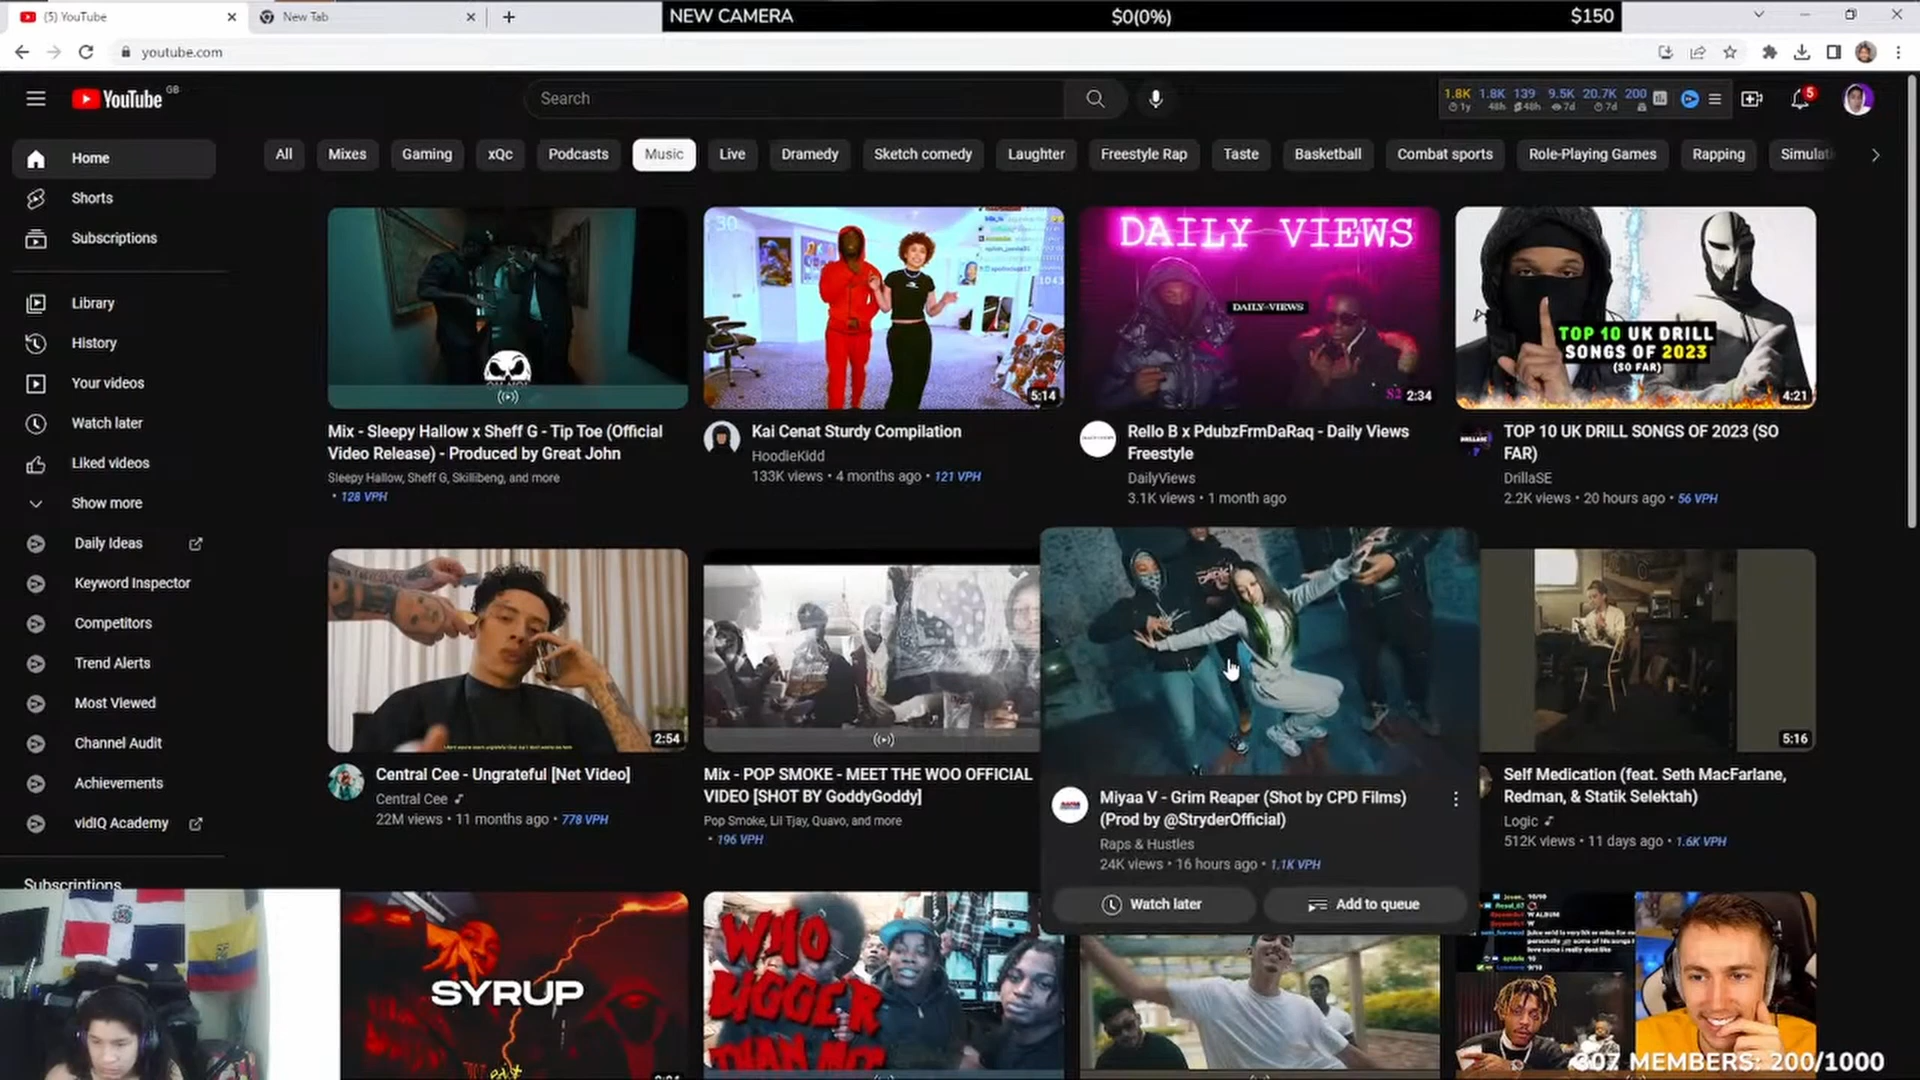 (5) YouTube
New Tab
NEW CAMERA
$0(0%)
$150
youtube.com
YouTube GB
Search
1.8K 1.8K 139 9.5K 20.7K 200
1y 48h 48h 7d 7d
5
All Mixes Gaming xQc Podcasts Music Live Dramedy Sketch comedy Laughter Freestyle Rap Taste Basketball Combat sports Role-Playing Games Rapping Simulati
Home
Shorts
Subscriptions
Library
History
Your videos
Watch later
Liked videos
Show more
Daily Ideas
Keyword Inspector
Competitors
Trend Alerts
Most Viewed
Channel Audit
Achievements
vidIQ Academy
Subscriptions
30
5:14
DAILY VIEWS
DAILY-VIEWS
2:34
TOP 10 UK DRILL
SONGS OF 2023
(SO FAR)
4:21
Mix - Sleepy Hallow x Sheff G - Tip Toe (Official
Video Release) - Produced by Great John
Sleepy Hallow, Sheff G, Skillibeng, and more
• 128 VPH
Kai Cenat Sturdy Compilation
HoodieKidd
133K views • 4 months ago • 121 VPH
Rello B x PdubzFrmDaRaq - Daily Views
Freestyle
DailyViews
3.1K views • 1 month ago
TOP 10 UK DRILL SONGS OF 2023 (SO
FAR)
DrillaSE
2.2K views • 20 hours ago • 56 VPH
2:54
5:16
Central Cee - Ungrateful [Net Video]
Central Cee
22M views • 11 months ago • 778 VPH
Mix - POP SMOKE - MEET THE WOO OFFICIAL
VIDEO [SHOT BY GoddyGoddy]
Pop Smoke, Lil Tjay, Quavo, and more
• 196 VPH
Miyaa V - Grim Reaper (Shot by CPD Films)
(Prod by @StryderOfficial)
Raps & Hustles
24K views • 16 hours ago • 1.1K VPH
Watch later
Add to queue
Self Medication (feat. Seth MacFarlane,
Redman, & Statik Selektah)
Logic
512K views • 11 days ago • 1.6K VPH
SYRUP
WHO
BIGGER
THAN ME
307 MEMBERS: 200/1000